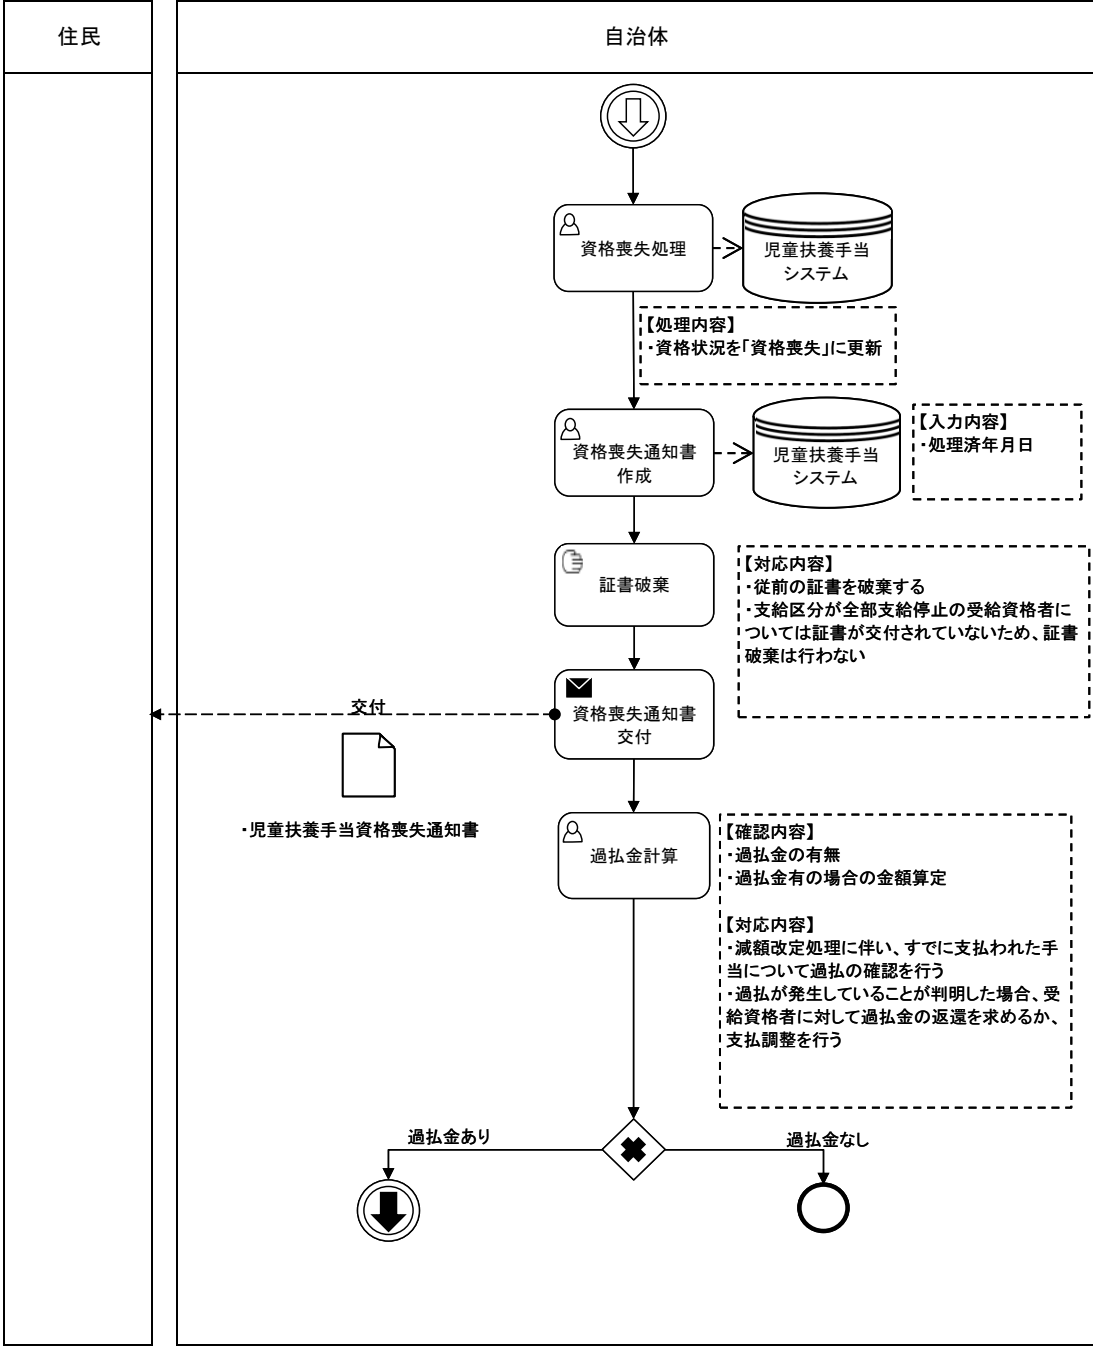 住民
自治体
資格喪失処理
児童扶養手当
システム
【処理内容】
・資格状況を「資格喪失」に更新
資格喪失通知書
作成
児童扶養手当
システム
【入力内容】
・処理済年月日
証書破棄
【対応内容】
・従前の証書を破棄する
・支給区分が全部支給停止の受給資格者に
ついては証書が交付されていないため、証書
破棄は行わない
交付
資格喪失通知書
交付
・児童扶養手当資格喪失通知書
過払金計算
【確認内容】
・過払金の有無
・過払金有の場合の金額算定
【対応内容】
・減額改定処理に伴い、すでに支払われた手
当について過払の確認を行う
・過払が発生していることが判明した場合、受
給資格者に対して過払金の返還を求めるか、
支払調整を行う
過払金あり
過払金なし